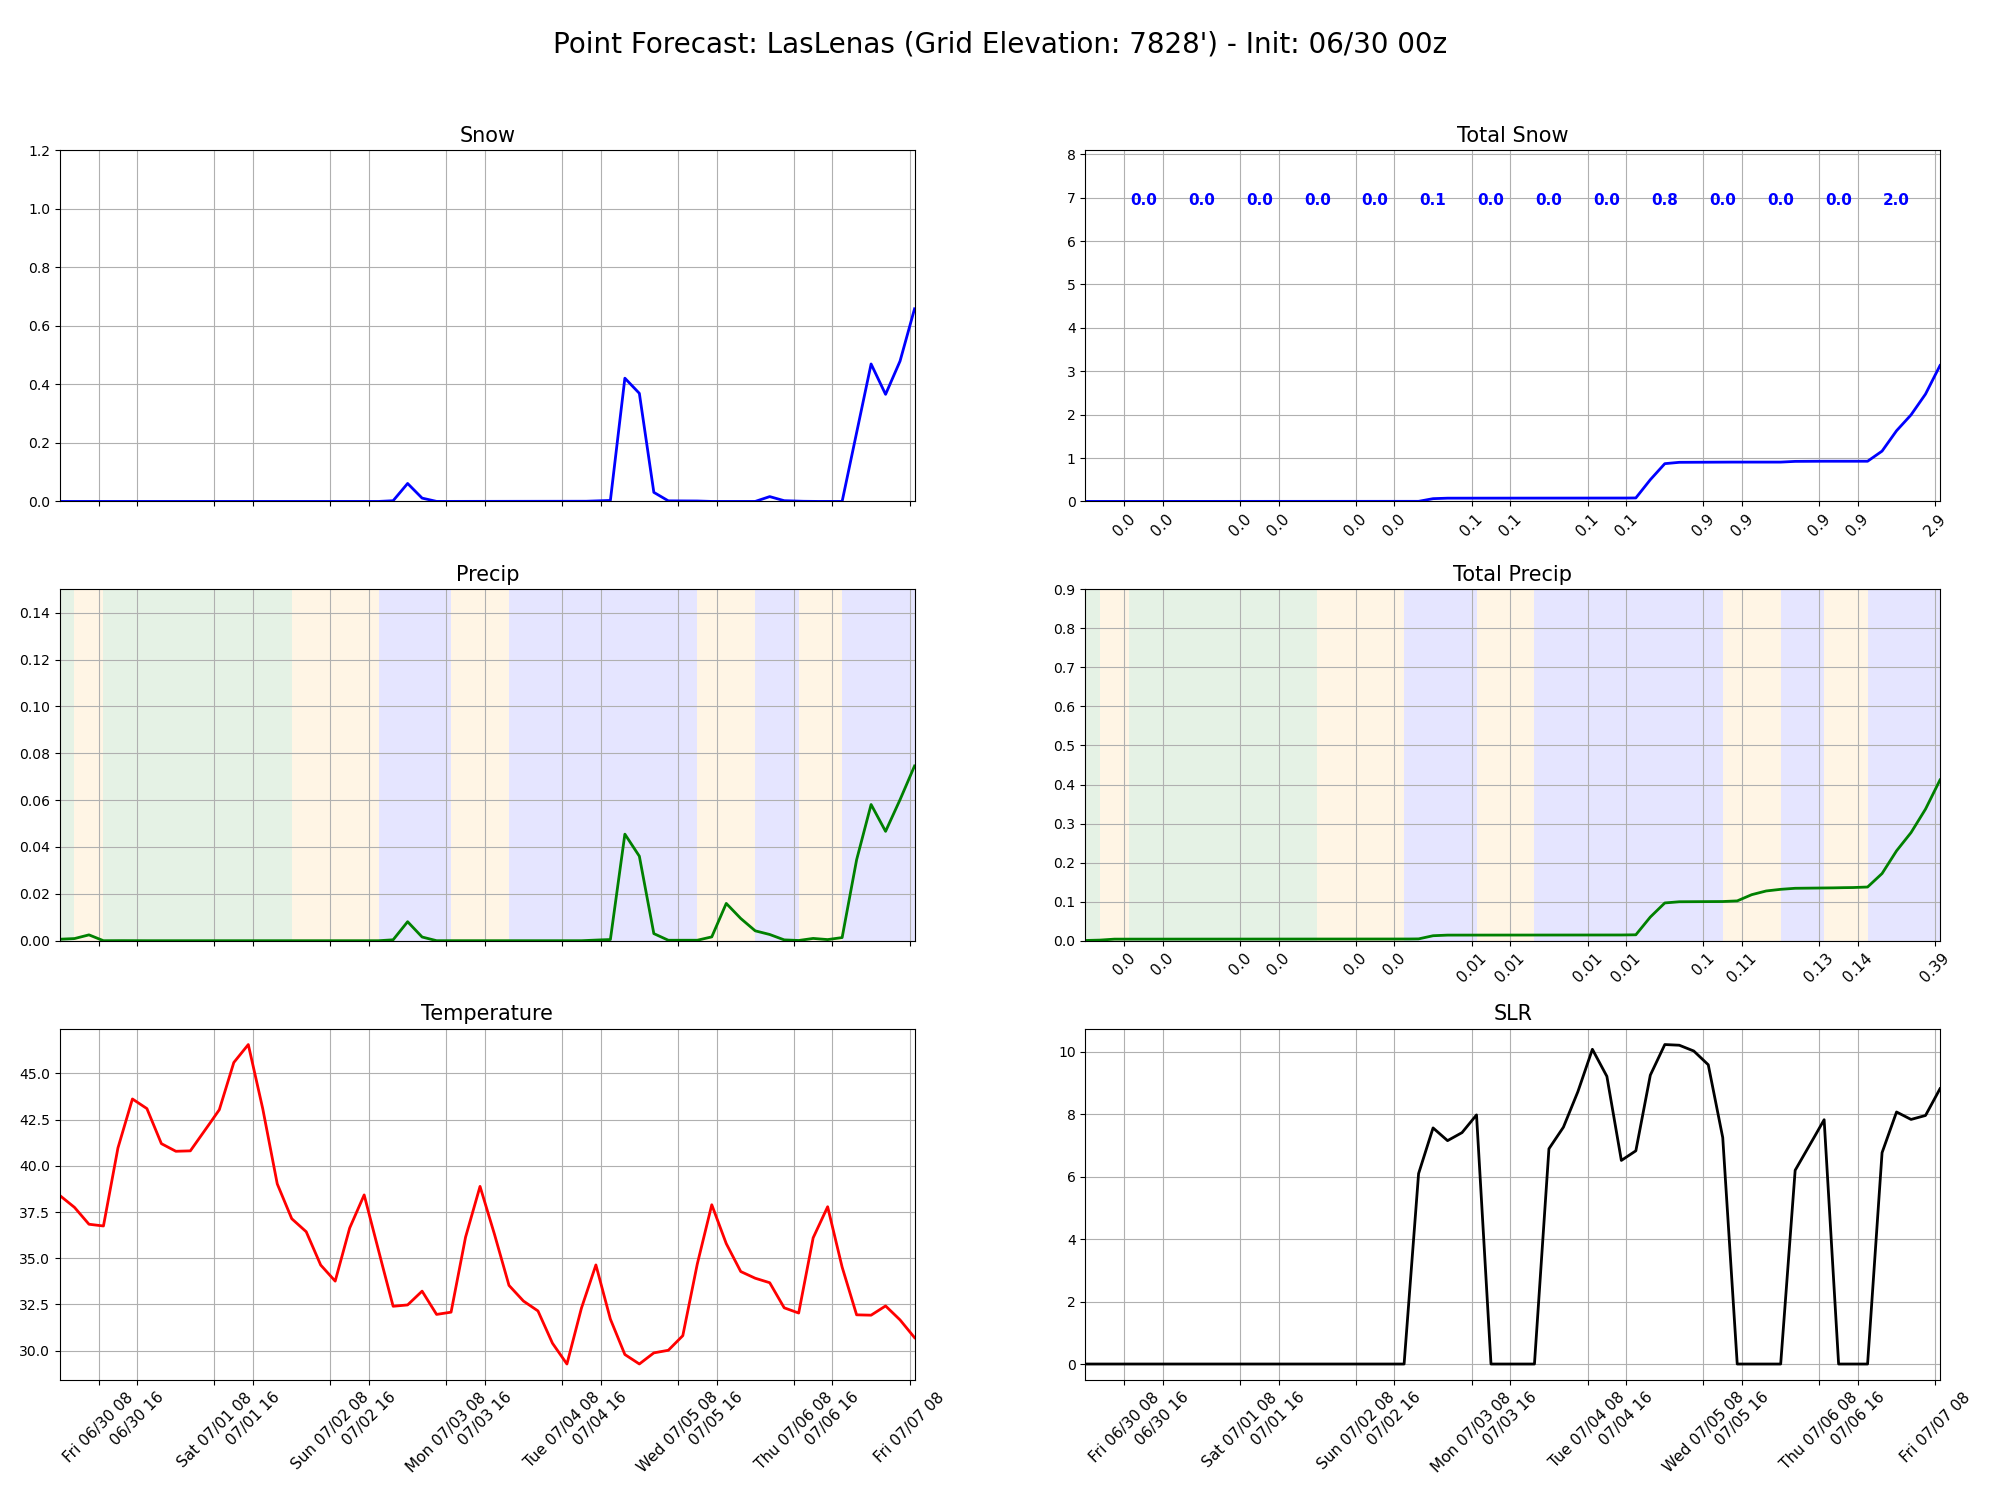 Point Forecast: LasLenas (Grid Elevation: 7828') - Init: 06/30 00z
Snow
1.2
1.0
0.8
0.6
0.4
0.2
0.0
Total Snow
8
7
6
5
4
3
2
1
0
0.0 0.0 0.0 0.0 0.0 0.1 0.0 0.0 0.0 0.8 0.0 0.0 0.0 2.0
0.0 0.0 0.0 0.0 0.0 0.0 0.1 0.1 0.1 0.1 0.9 0.9 0.9 0.9 2.9
Precip
0.14
0.12
0.10
0.08
0.06
0.04
0.02
0.00
Total Precip
0.9
0.8
0.7
0.6
0.5
0.4
0.3
0.2
0.1
0.0
0.0 0.0 0.0 0.0 0.0 0.0 0.01 0.01 0.01 0.01 0.1 0.11 0.13 0.14 0.39
Temperature
45.0
42.5
40.0
37.5
35.0
32.5
30.0
Fri 06/30 08
06/30 16
Sat 07/01 08
07/01 16
Sun 07/02 08
07/02 16
Mon 07/03 08
07/03 16
Tue 07/04 08
07/04 16
Wed 07/05 08
07/05 16
Thu 07/06 08
07/06 16
Fri 07/07 08
SLR
10
8
6
4
2
0
Fri 06/30 08
06/30 16
Sat 07/01 08
07/01 16
Sun 07/02 08
07/02 16
Mon 07/03 08
07/03 16
Tue 07/04 08
07/04 16
Wed 07/05 08
07/05 16
Thu 07/06 08
07/06 16
Fri 07/07 08